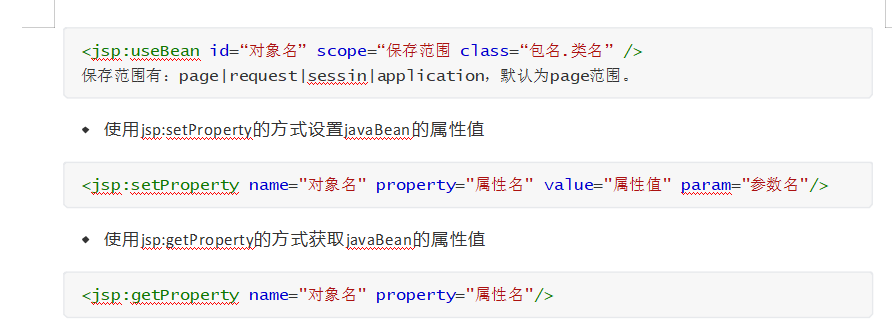 <jsp:useBean id=“对象名” scope=“保存范围 class=“包名.类名” />
保存范围有：page|request|sessin|application，默认为page范围。
◆ 使用jsp:setProperty的方式设置javaBean的属性值
<jsp:setProperty name="对象名" property="属性名" value="属性值" param="参数名"/>
◆ 使用jsp:getProperty的方式获取javaBean的属性值
<jsp:getProperty name="对象名" property="属性名"/>